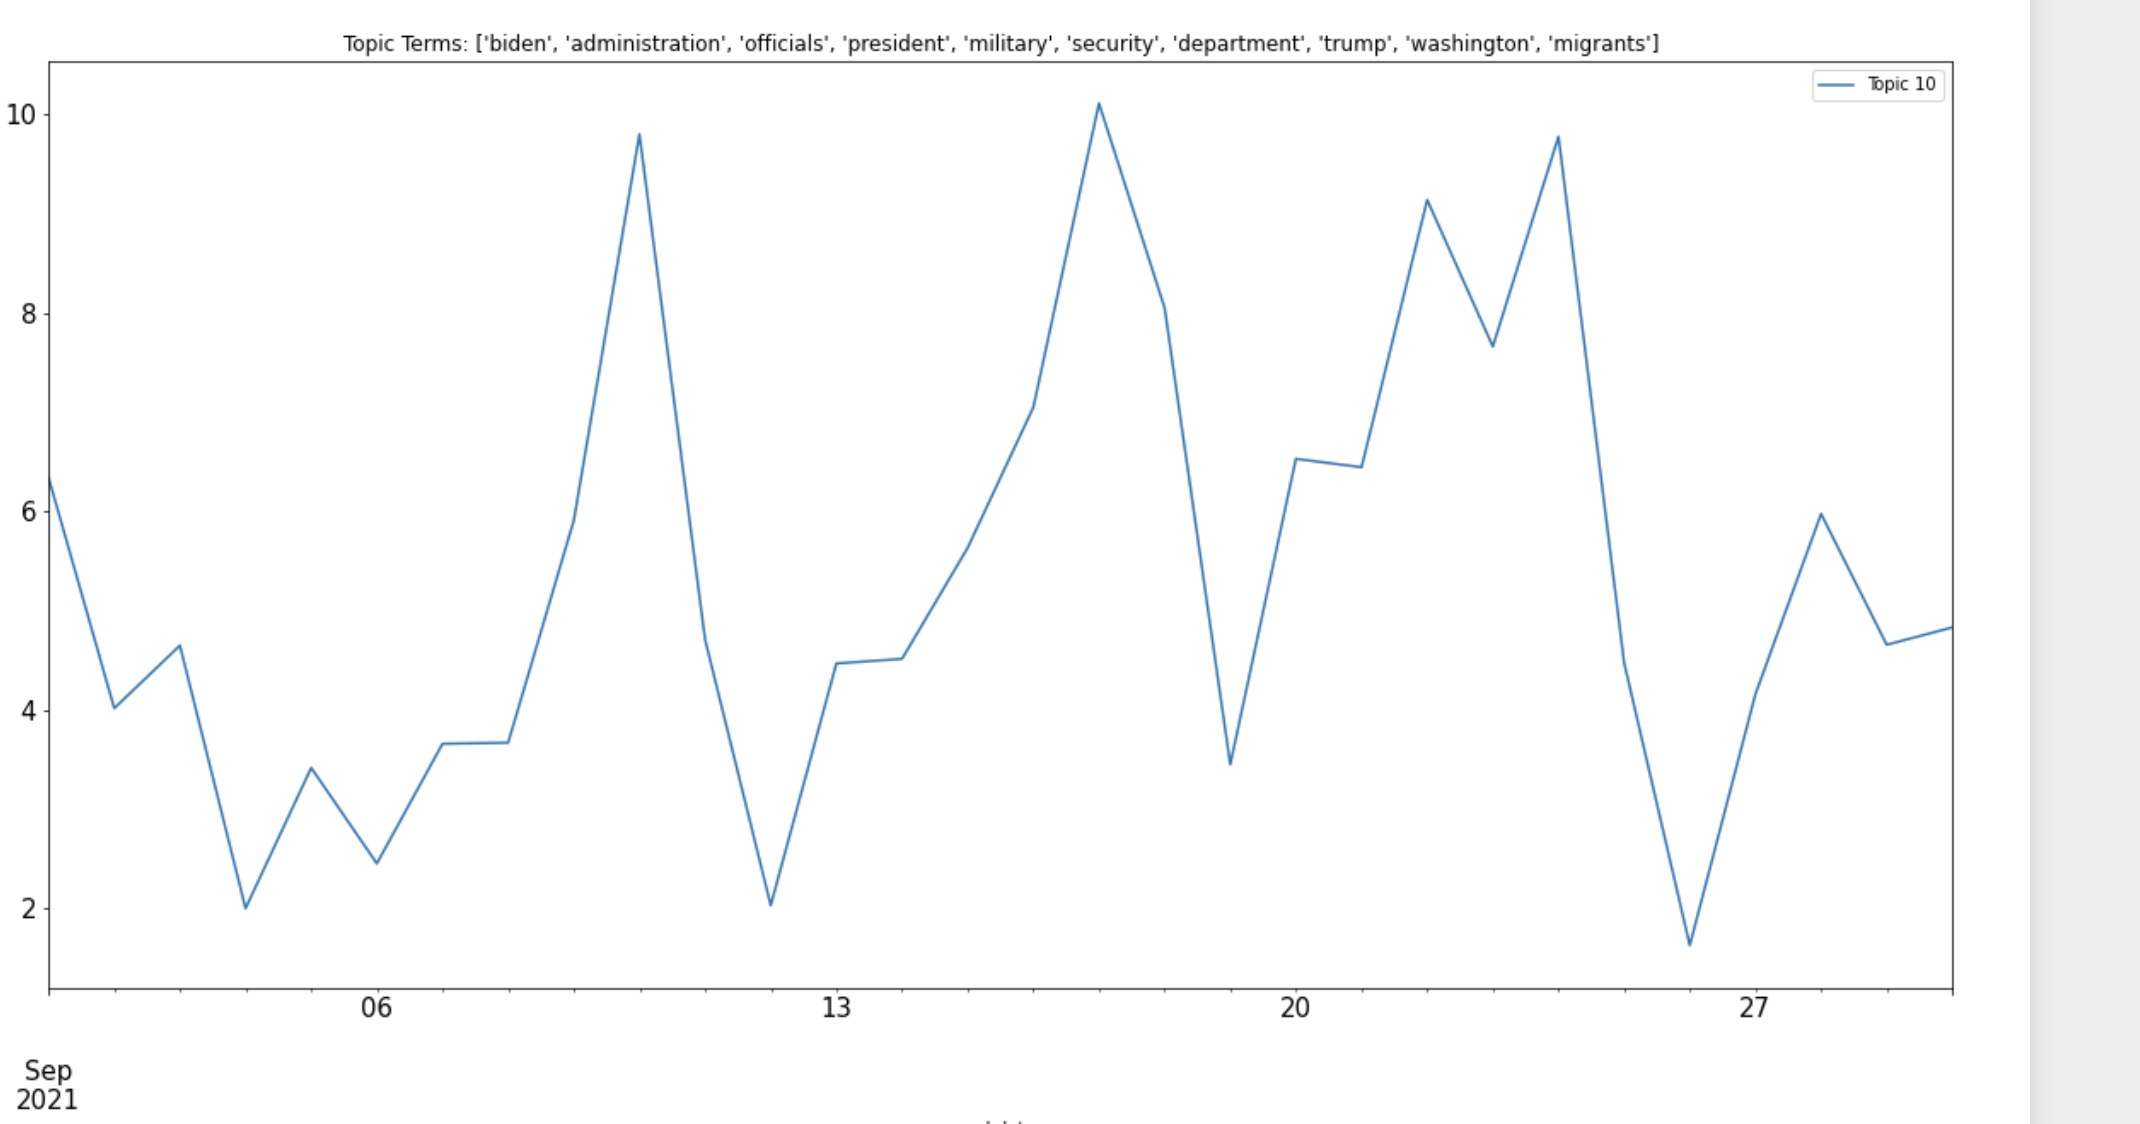 Topic Terms: ['biden', 'administration', 'officials', 'president', 'military', 'security', 'department', 'trump', 'washington', 'migrants']
Topic 10
10
8
6
4
2
06 13 20 27
Sep
2021